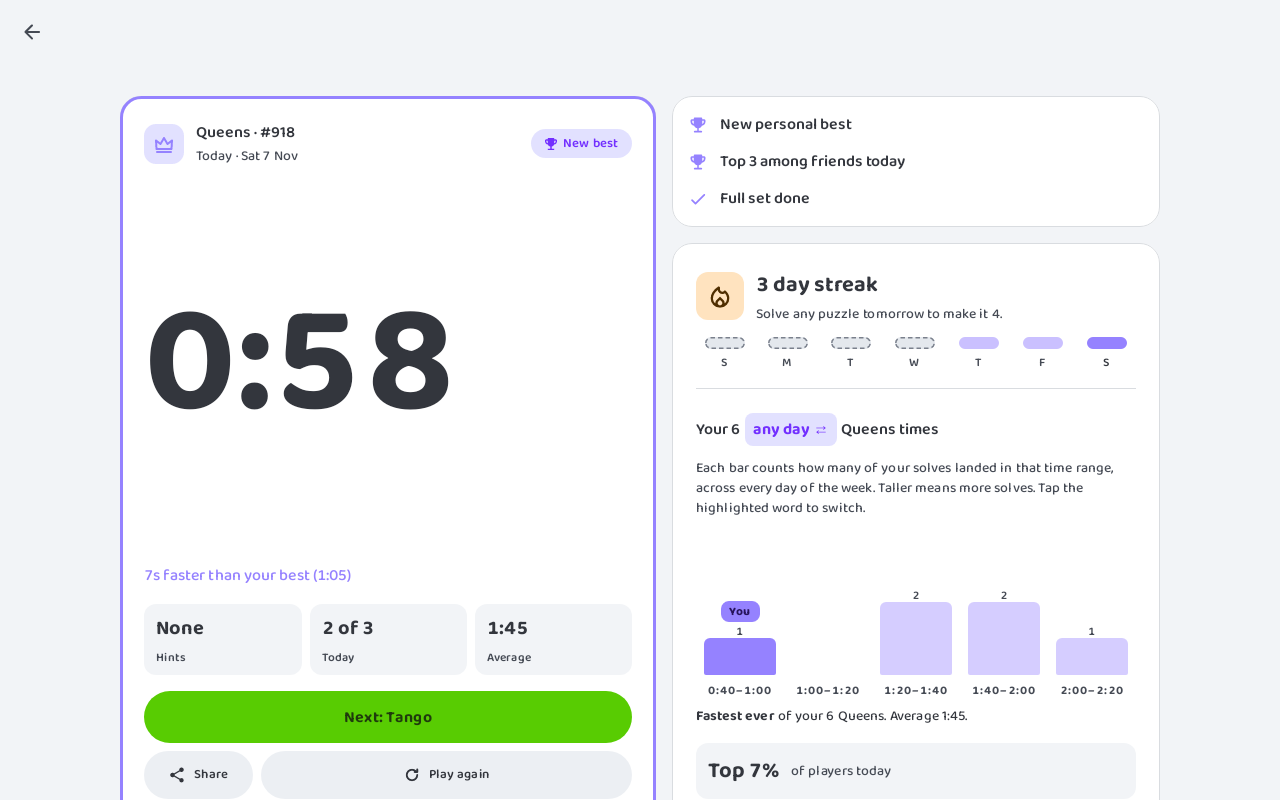 Queens · #918
Today · Sat 7 Nov
New best
0:58
7s faster than your best (1:05)
None
Hints
2 of 3
Today
1:45
Average
Next: Tango
Share
Play again
New personal best
Top 3 among friends today
Full set done
3 day streak
Solve any puzzle tomorrow to make it 4.
S M T W T F S
Your 6 any day Queens times
Each bar counts how many of your solves landed in that time range,
across every day of the week. Taller means more solves. Tap the
highlighted word to switch.
You
1 2 2 1
0:40–1:00 1:00–1:20 1:20–1:40 1:40–2:00 2:00–2:20
Fastest ever of your 6 Queens. Average 1:45.
Top 7% of players today